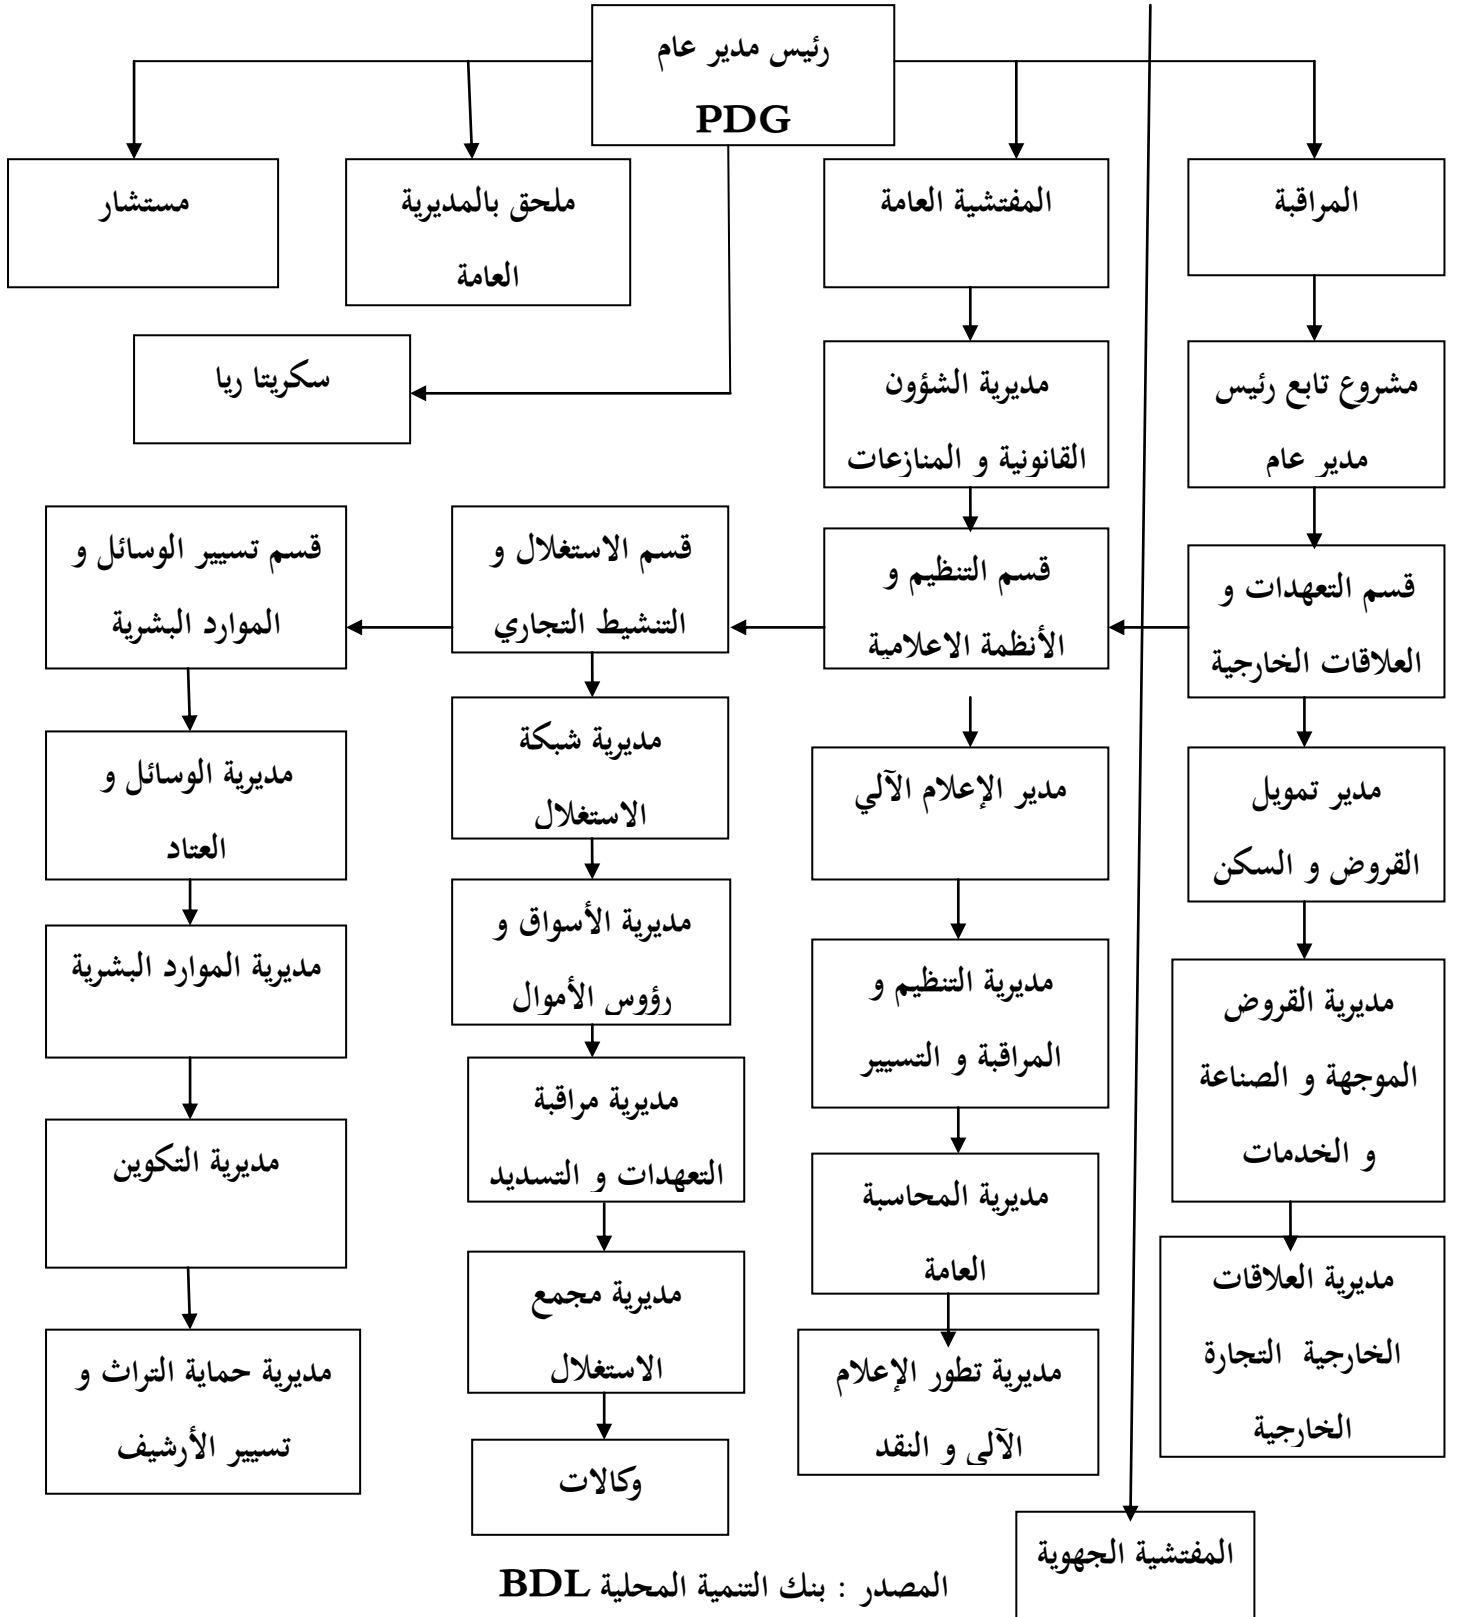 رئيس مدير عام
PDG
المراقبة
المفتشية العامة
ملحق بالمديرية
العامة
مستشار
سكريتا ريا
مشروع تابع رئيس
مدير عام
مديرية الشؤون
القانونية و المنازعات
قسم التعهدات و
العلاقات الخارجية
قسم التنظيم و
الأنظمة الاعلامية
قسم الاستغلال و
التنشيط التجاري
قسم تسيير الوسائل و
الموارد البشرية
مدير تمويل
القروض و السكن
مديرية القروض
الموجهة و الصناعة
و الخدمات
مديرية العلاقات
الخارجية التجارة
الخارجية
مدير الإعلام الآلي
مديرية التنظيم و
المراقبة و التسيير
مديرية المحاسبة
العامة
مديرية تطور الإعلام
الآلي و النقد
مديرية شبكة
الاستغلال
مديرية الأسواق و
رؤوس الأموال
مديرية مراقبة
التعهدات و التسديد
مديرية مجمع
الاستغلال
وكالات
مديرية الوسائل و
العتاد
مديرية الموارد البشرية
مديرية التكوين
مديرية حماية التراث و
تسيير الأرشيف
المفتشية الجهوية
المصدر : بنك التنمية المحلية BDL